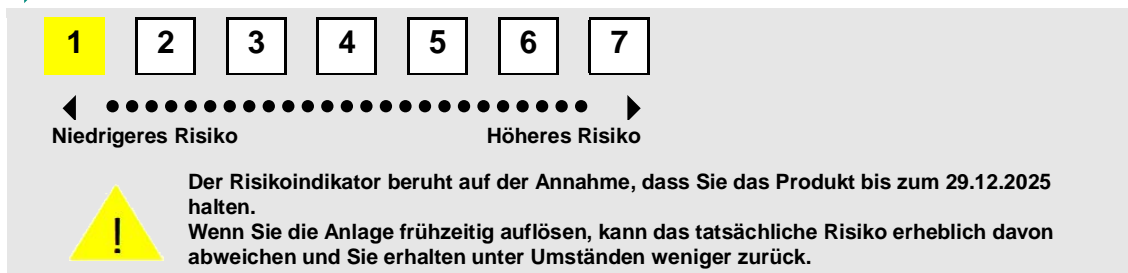 1 2 3 4 5 6 7
Niedrigeres Risiko Höheres Risiko
Der Risikoindikator beruht auf der Annahme, dass Sie das Produkt bis zum 29.12.2025
halten.
! Wenn Sie die Anlage frühzeitig auflösen, kann das tatsächliche Risiko erheblich davon
abweichen und Sie erhalten unter Umständen weniger zurück.